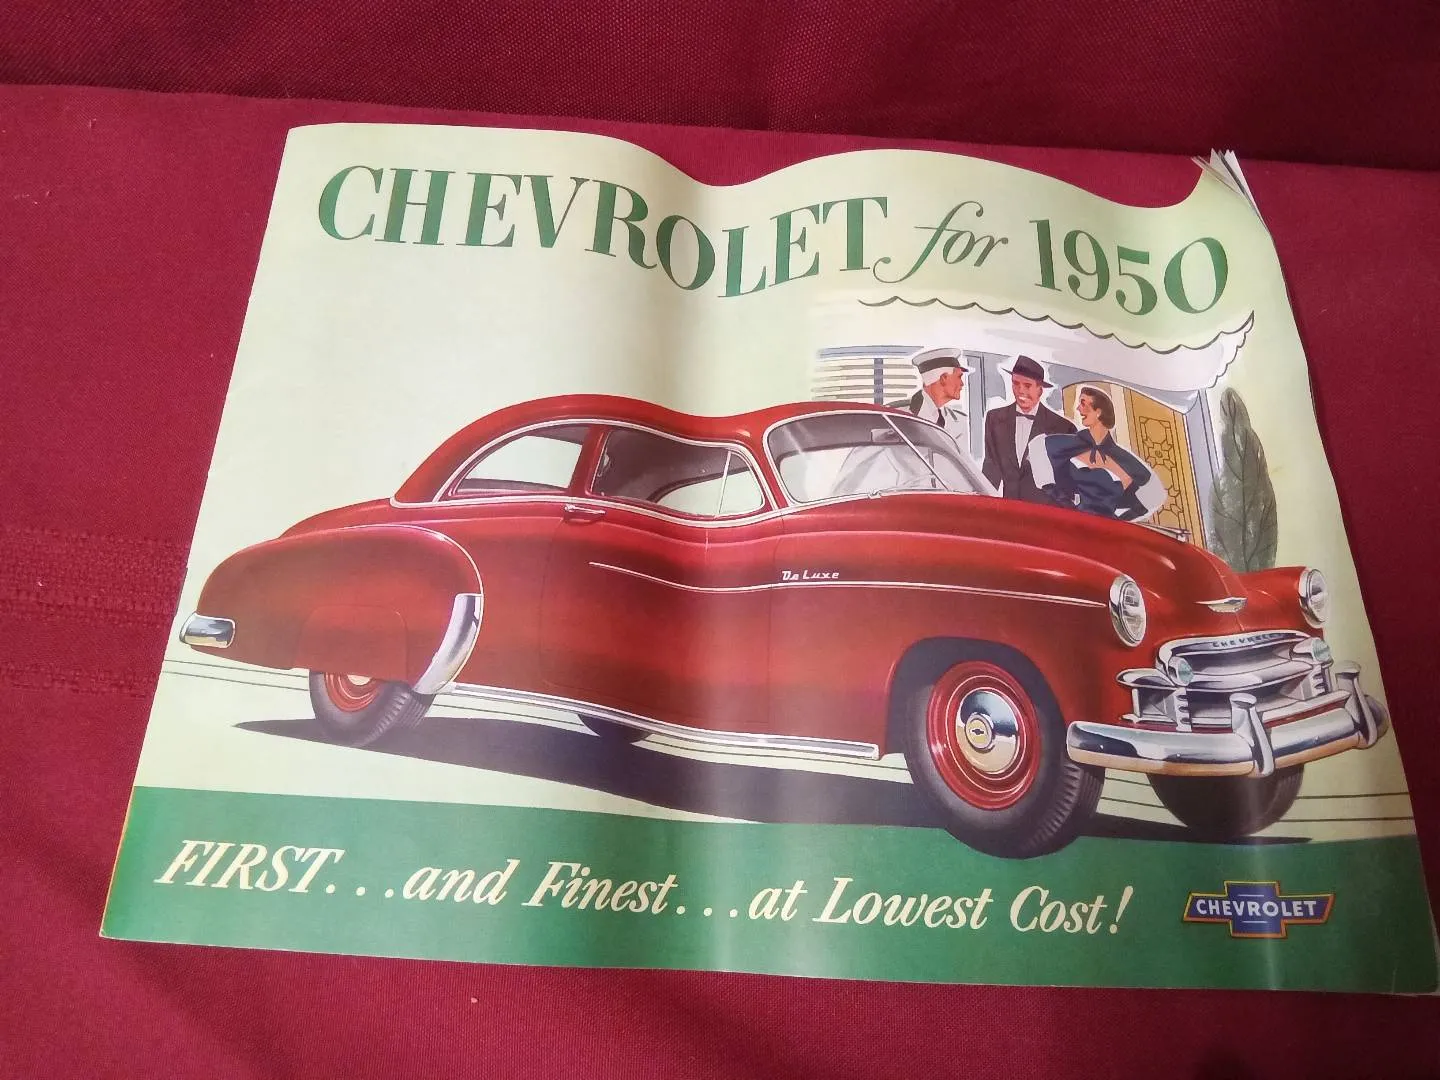 CHEVROLET for 1950
De Luxe
CHEVROLET
FIRST...and Finest...at Lowest Cost!
CHEVROLET